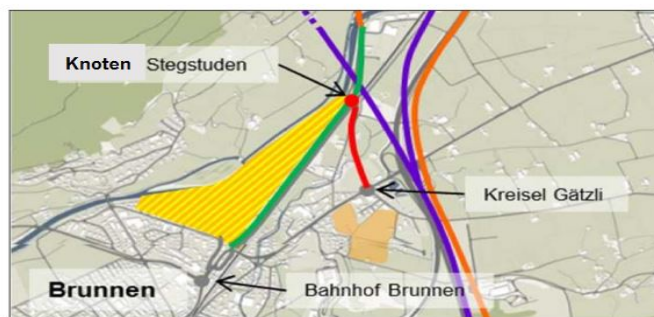 Knoten Stegstuden
Kreisel Gätzli
Brunnen
Bahnhof Brunnen